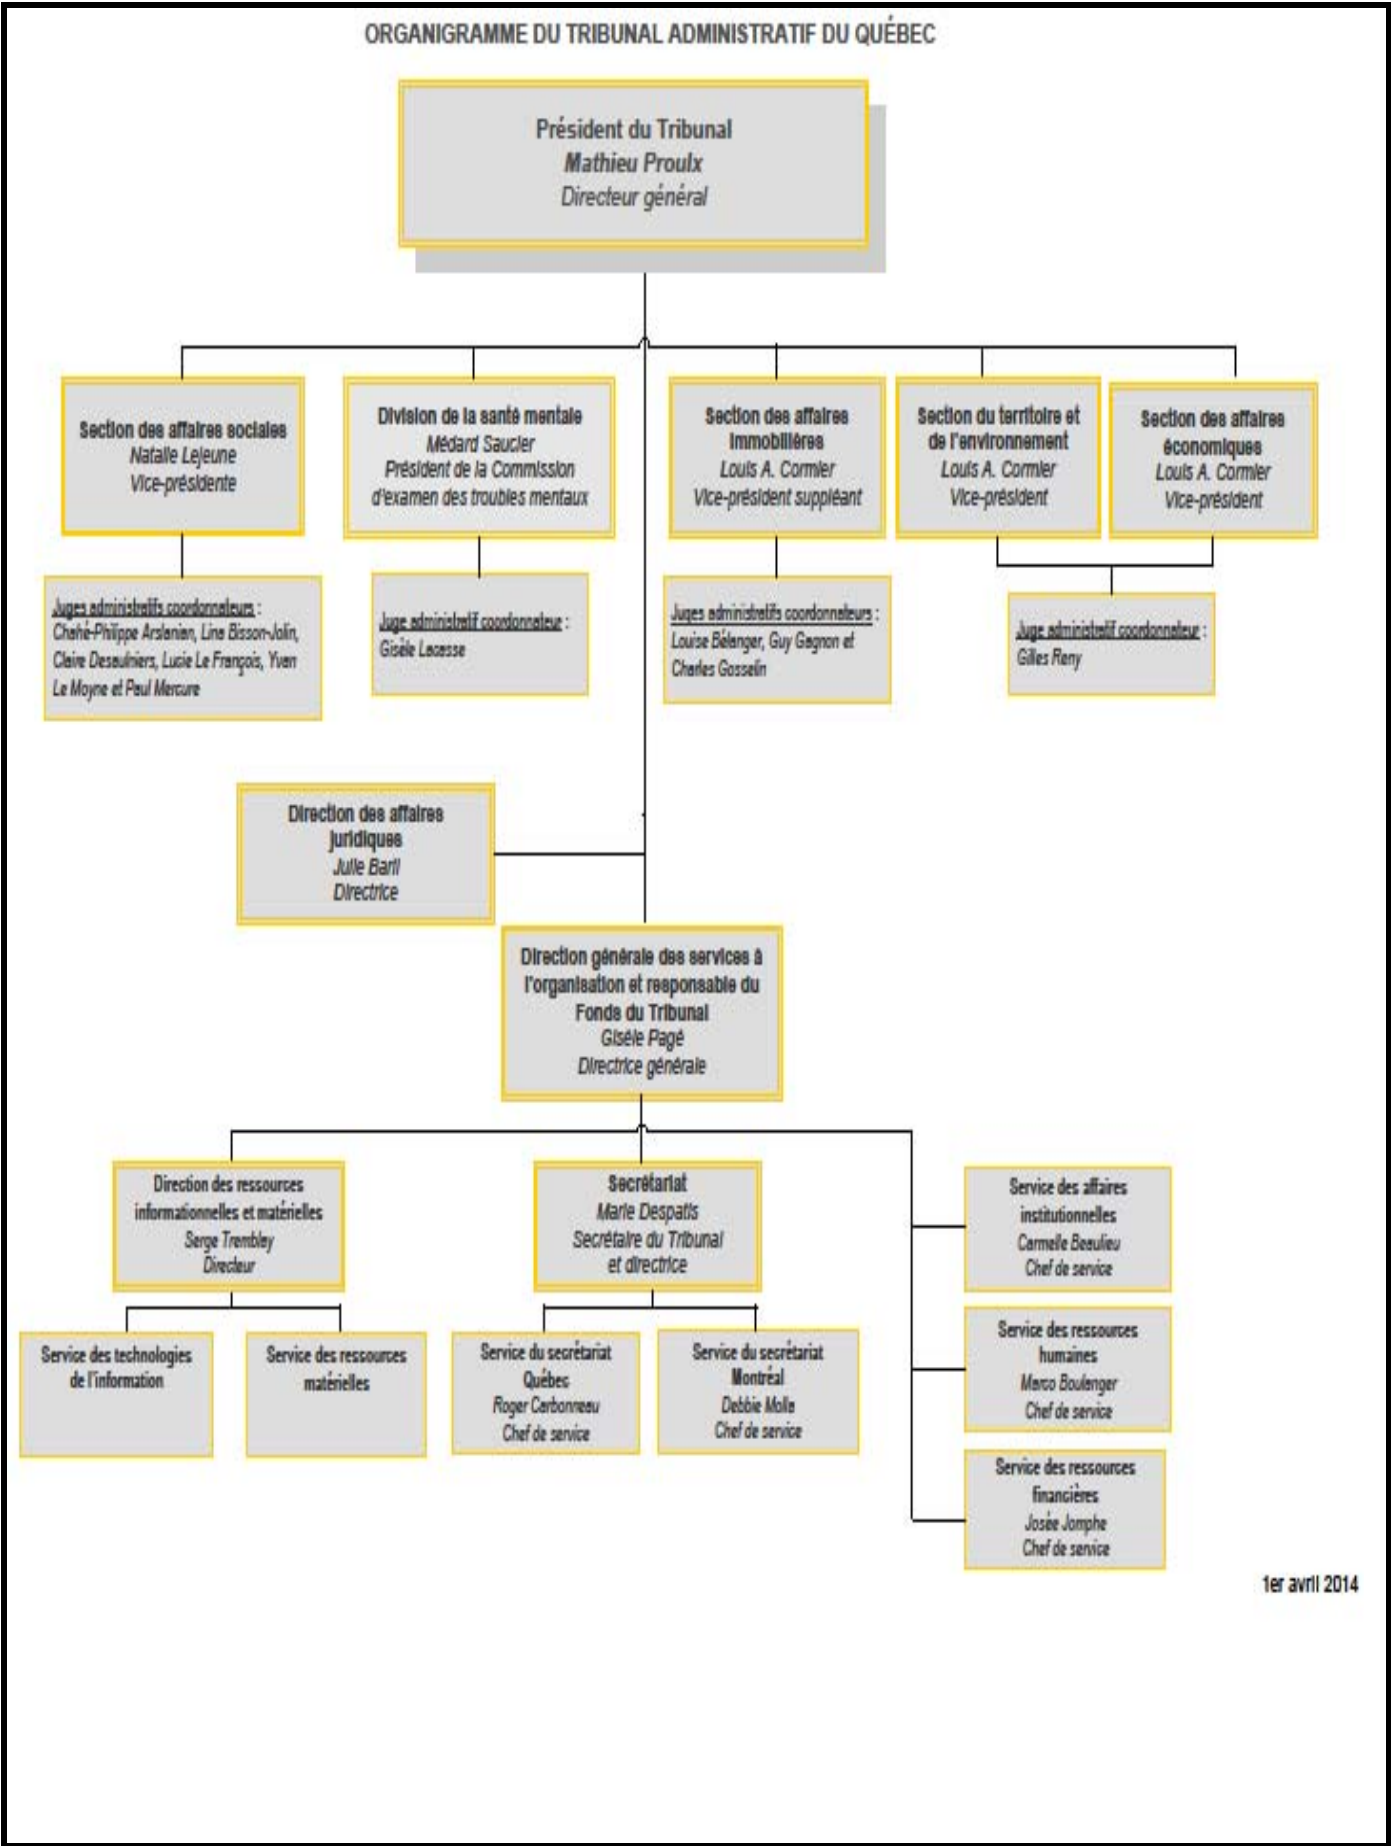 ORGANIGRAMME DU TRIBUNAL ADMINISTRATIF DU QUÉBEC
Président du Tribunal
Mathieu Proulx
Directeur général
Section des affaires sociales
Natalie Lejeune
Vice-présidente
Division de la santé mentale
Médard Saucier
Président de la Commission
d'examen des troubles mentaux
Section des affaires
immobilières
Louis A. Cormier
Vice-président suppléant
Section du territoire et
de l'environnement
Louis A. Cormier
Vice-président
Section des affaires
économiques
Louis A. Cormier
Vice-président
Juges administratifs coordonnateurs :
Chahé-Philippe Arslanian, Lina Bisson-Jolin,
Claire Desaulniers, Lucie Le François, Yvan
Le Moyne et Paul Mercure
Juge administratif coordonnateur :
Gisèle Lacasse
Juges administratifs coordonnateurs :
Louise Bélanger, Guy Gagnon et
Charles Gosselin
Juge administratif coordonnateur :
Gilles Reny
Direction des affaires
juridiques
Julie Baril
Directrice
Direction générale des services à
l'organisation et responsable du
Fonds du Tribunal
Gisèle Pagé
Directrice générale
Direction des ressources
informationnelles et matérielles
Serge Tremblay
Directeur
Secrétariat
Marie Despatis
Secrétaire du Tribunal
et directrice
Service des affaires
institutionnelles
Carmelle Beaulieu
Chef de service
Service des technologies
de l'information
Service des ressources
matérielles
Service du secrétariat
Québec
Roger Carbonneau
Chef de service
Service du secrétariat
Montréal
Debbie Molla
Chef de service
Service des ressources
humaines
Marco Boulanger
Chef de service
Service des ressources
financières
Josée Jomphe
Chef de service
1er avril 2014